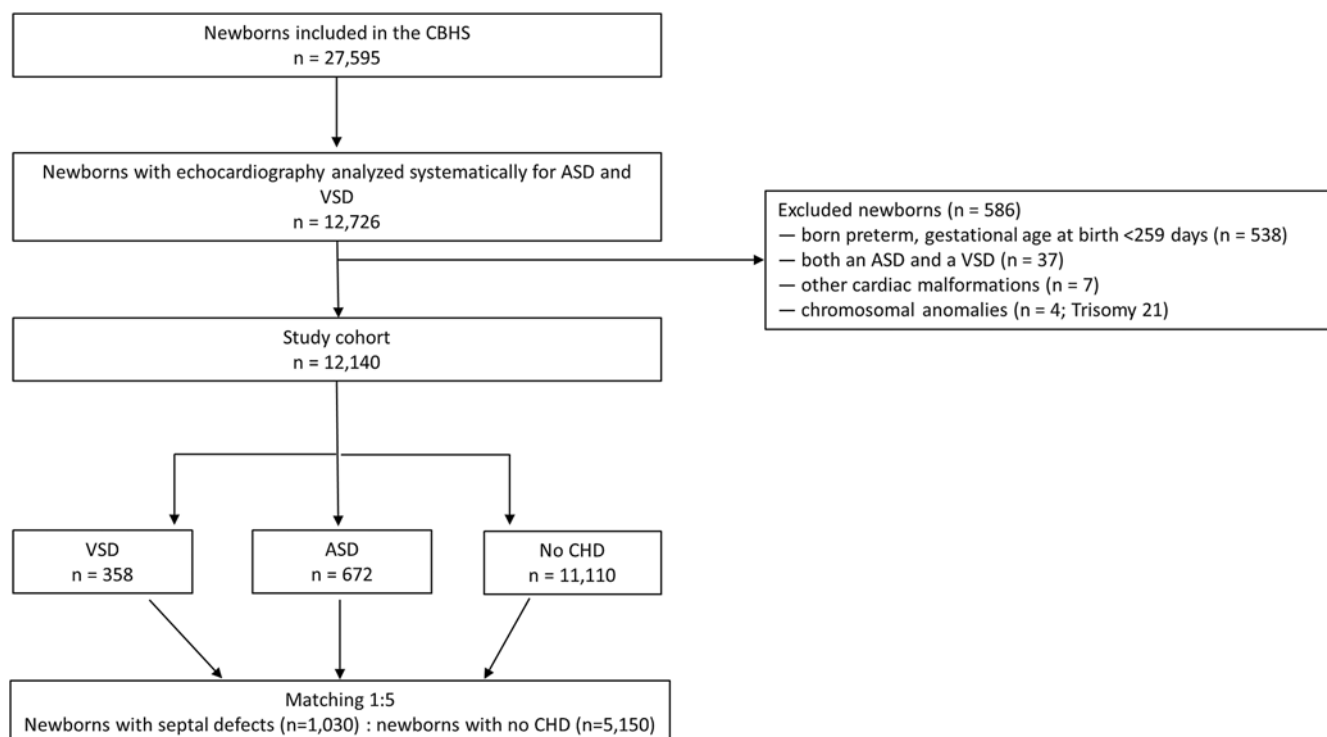 Newborns included in the CBHS
n = 27,595
Newborns with echocardiography analyzed systematically for ASD and
VSD
n = 12,726
Excluded newborns (n = 586)
— born preterm, gestational age at birth <259 days (n = 538)
— both an ASD and a VSD (n = 37)
— other cardiac malformations (n = 7)
— chromosomal anomalies (n = 4; Trisomy 21)
Study cohort
n = 12,140
VSD
n = 358
ASD
n = 672
No CHD
n = 11,110
Matching 1:5
Newborns with septal defects (n=1,030) : newborns with no CHD (n=5,150)